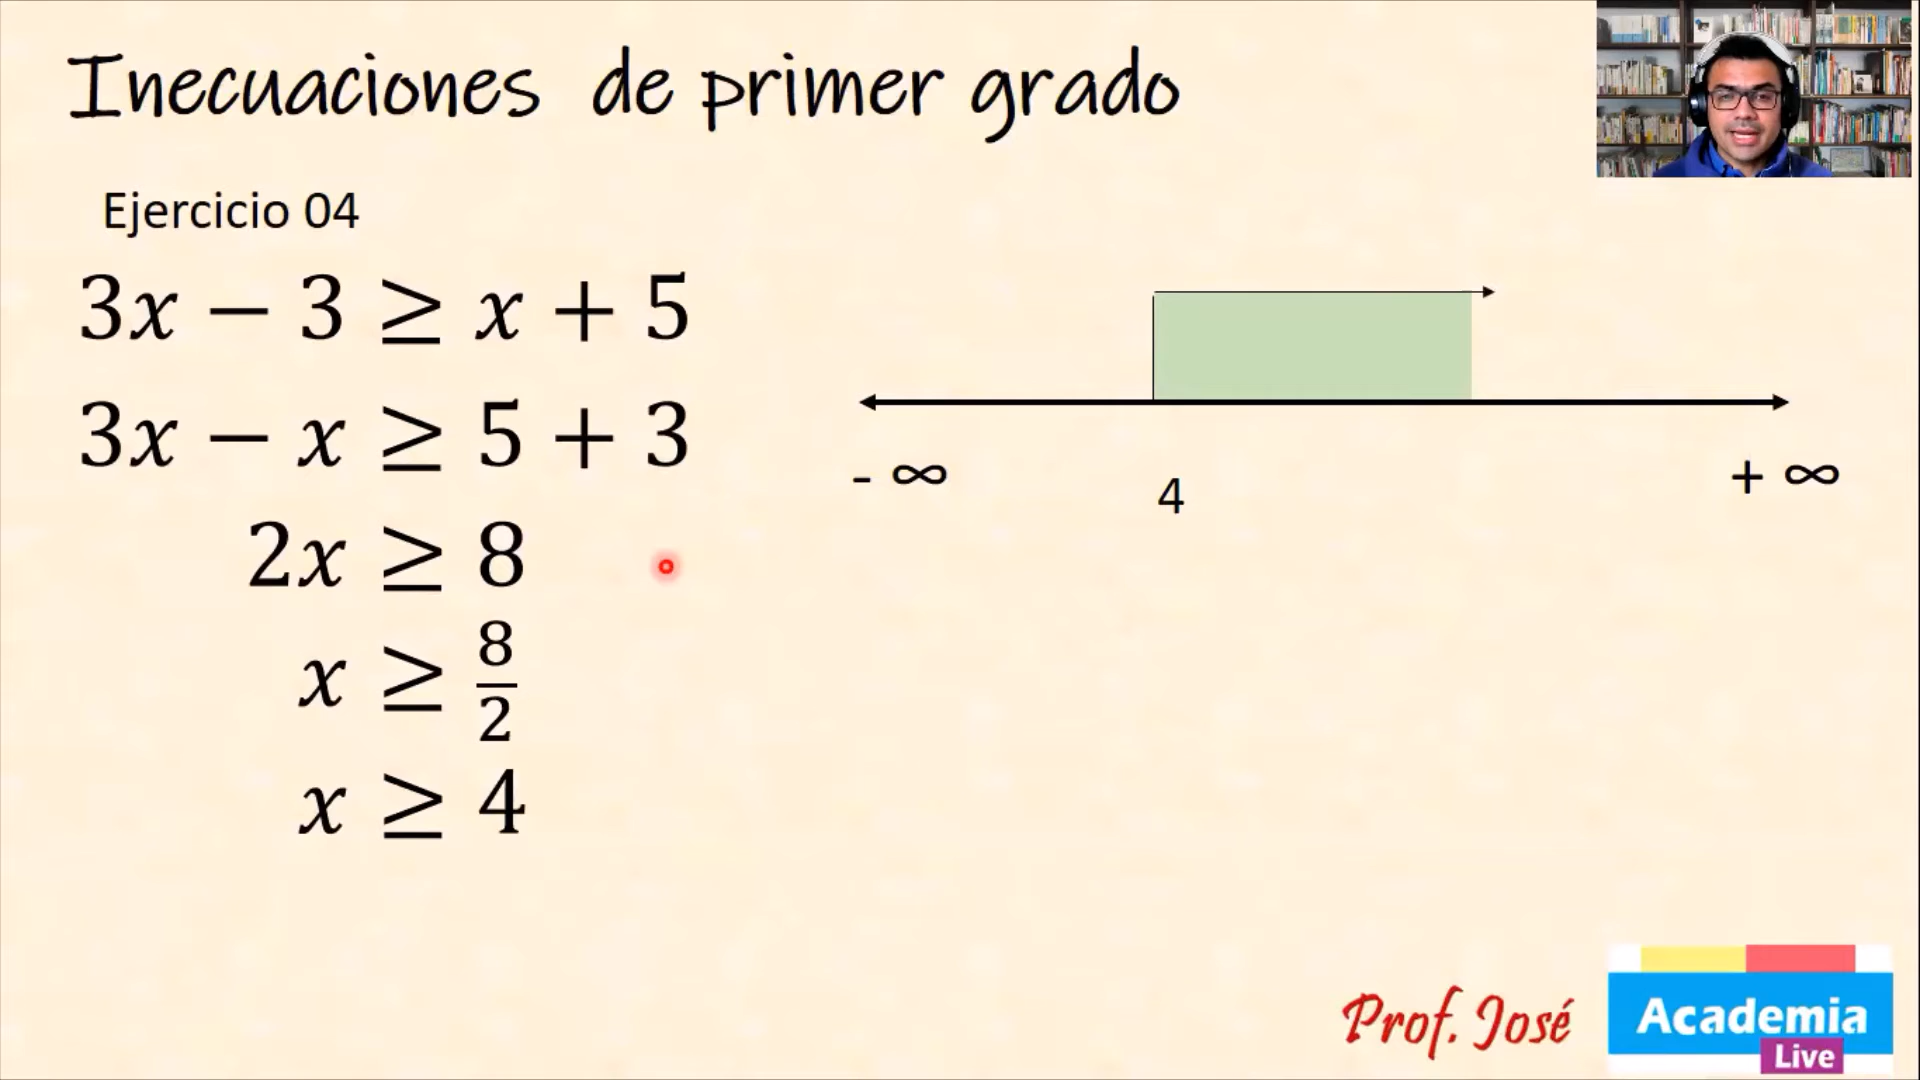 Inecuaciones de primer grado
Ejercicio 04
3x − 3 ≥ x + 5
3x − x ≥ 5 + 3
2x ≥ 8
x ≥ 8/2
x ≥ 4
- ∞
4
+ ∞
Prof. José
Academia
Live